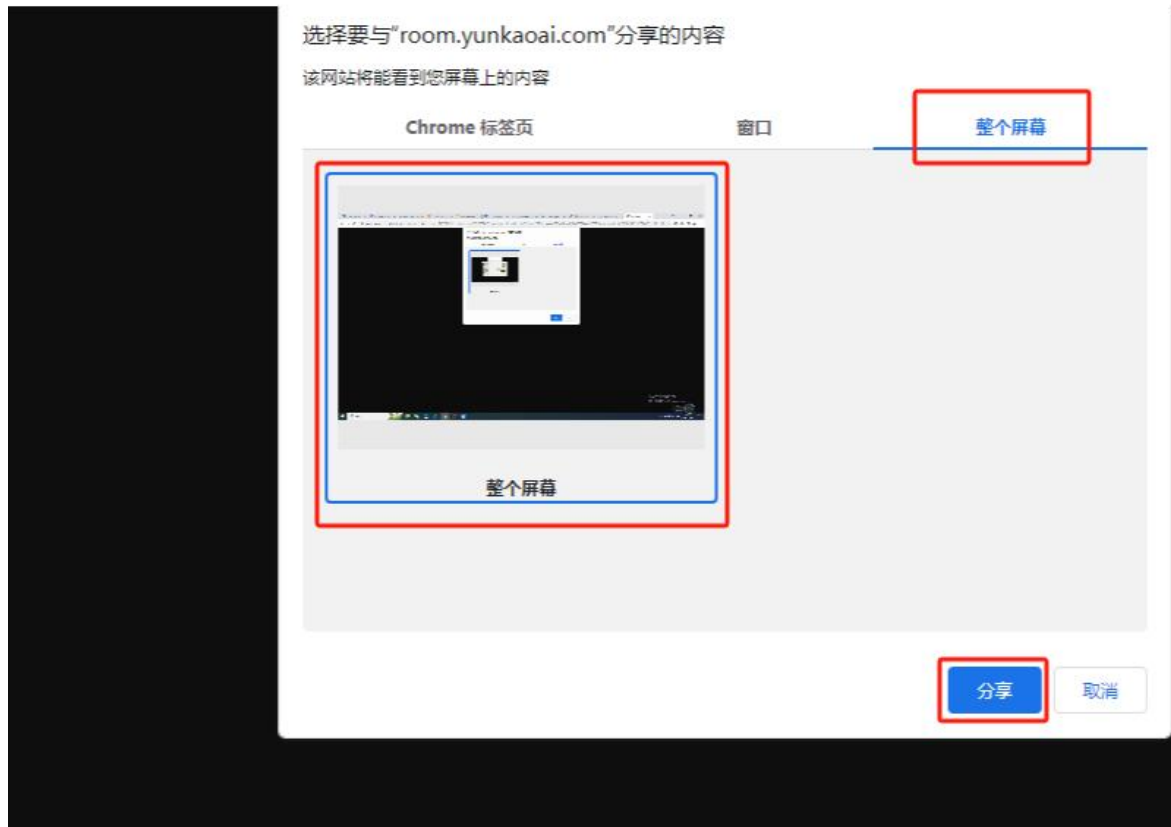 选择要与“room.yunkaoai.com”分享的内容
该网站将能看到您屏幕上的内容
Chrome 标签页
窗口
整个屏幕
整个屏幕
分享
取消